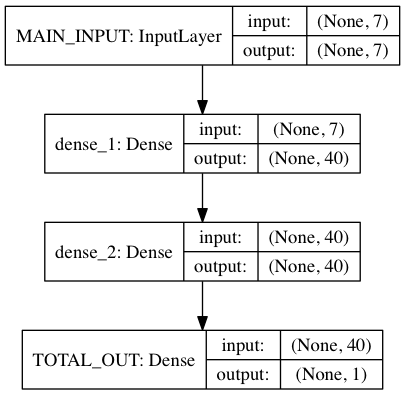 MAIN_INPUT: InputLayer
input: (None, 7)
output: (None, 7)
dense_1: Dense
input: (None, 7)
output: (None, 40)
dense_2: Dense
input: (None, 40)
output: (None, 40)
TOTAL_OUT: Dense
input: (None, 40)
output: (None, 1)